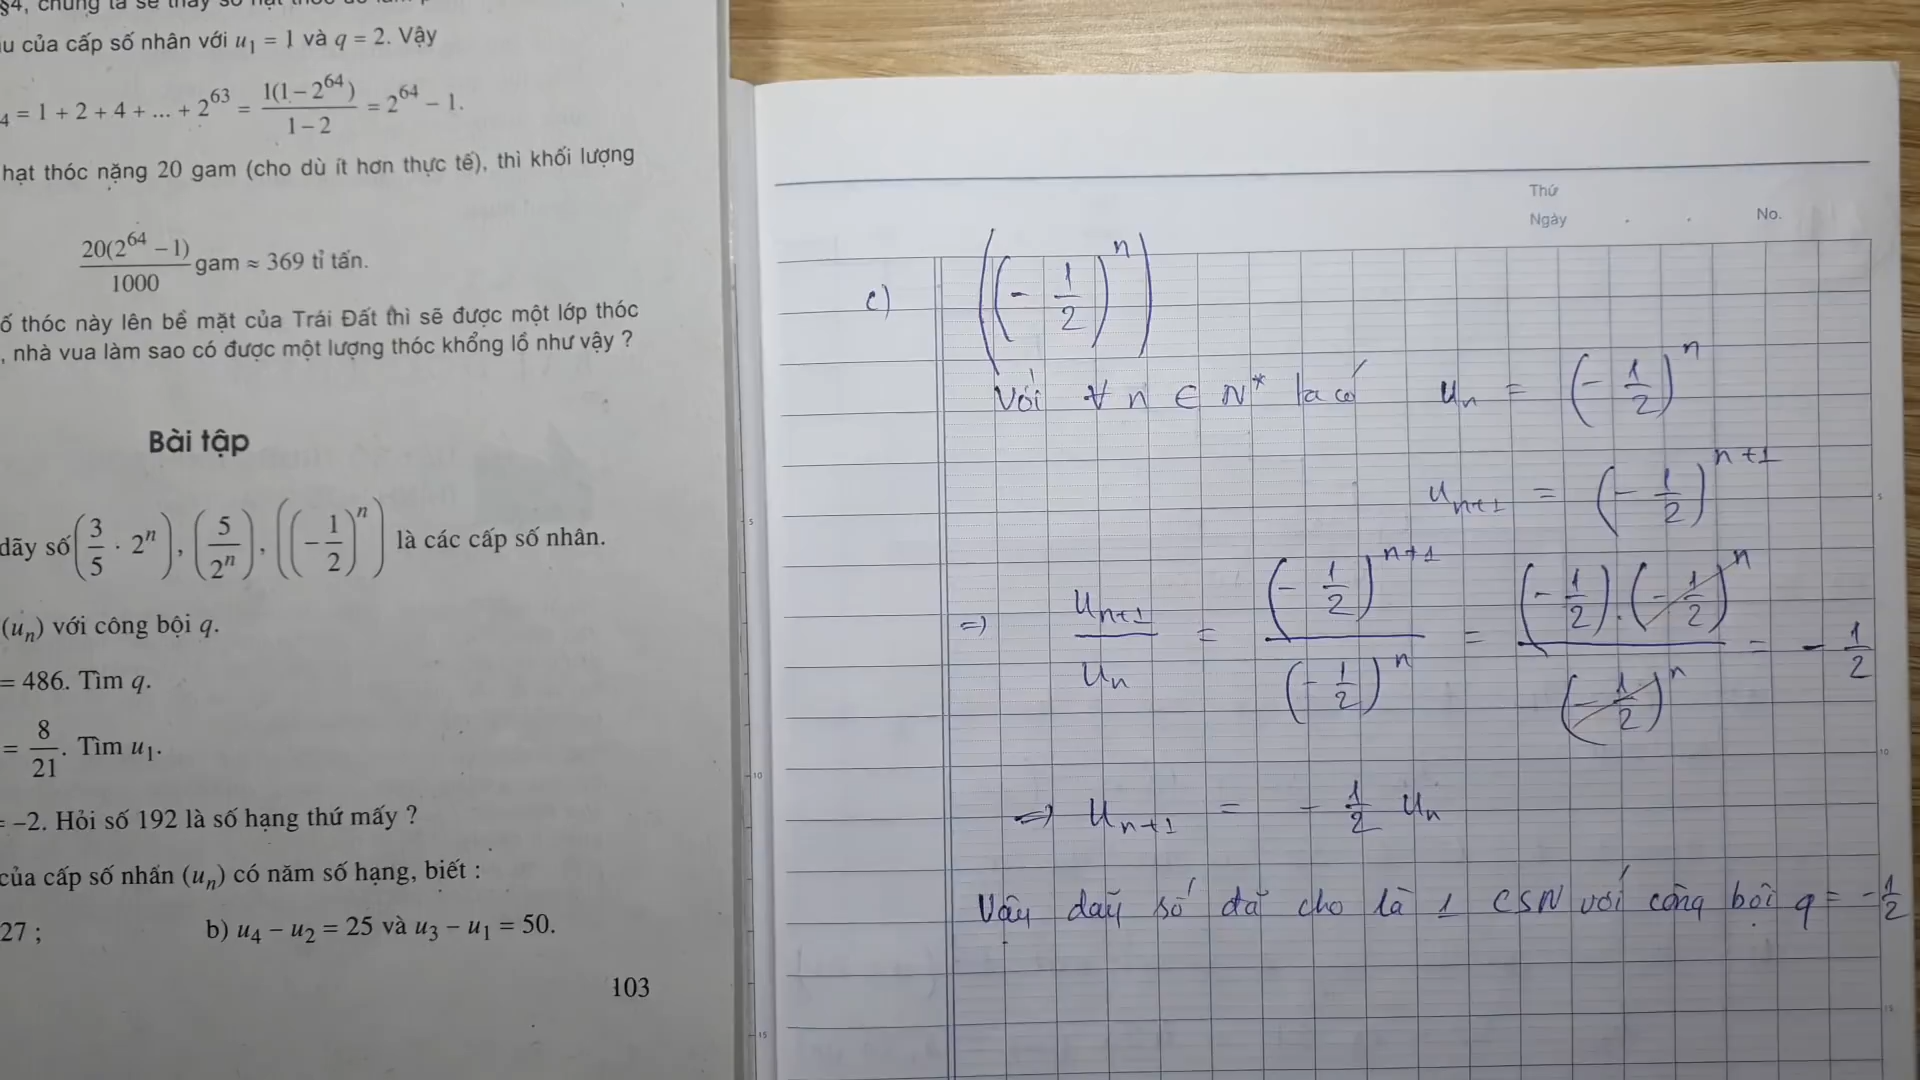 §4, chúng ta sẽ thấy số hạt thóc
u của cấp số nhân với u₁ = 1 và q = 2. Vậy
₄ = 1 + 2 + 4 + ... + 2⁶³ = 1(1 − 2⁶⁴) / (1 − 2) = 2⁶⁴ − 1.
hạt thóc nặng 20 gam (cho dù ít hơn thực tế), thì khối lượng
20(2⁶⁴ − 1) / 1000 gam ≈ 369 tỉ tấn.
ố thóc này lên bề mặt của Trái Đất thì sẽ được một lớp thóc
, nhà vua làm sao có được một lượng thóc khổng lồ như vậy ?
Bài tập
dãy số (3/5 · 2ⁿ), (5/2ⁿ), ((−1/2)ⁿ) là các cấp số nhân.
(uₙ) với công bội q.
= 486. Tìm q.
= 8/21. Tìm u₁.
= −2. Hỏi số 192 là số hạng thứ mấy ?
của cấp số nhân (uₙ) có năm số hạng, biết :
27 ; b) u₄ − u₂ = 25 và u₃ − u₁ = 50.
103
Thứ
Ngày . . No.
c) ((−1/2)ⁿ)
Với ∀ n ∈ N* ta có uₙ = (−1/2)ⁿ
uₙ₊₁ = (−1/2)ⁿ⁺¹
=> uₙ₊₁/uₙ = (−1/2)ⁿ⁺¹ / (−1/2)ⁿ = (−1/2).(−1/2)ⁿ / (−1/2)ⁿ = −1/2
=> uₙ₊₁ = −1/2 uₙ
Vậy dãy số đã cho là 1 CSN với công bội q = −1/2
5
10
15
5
10
15